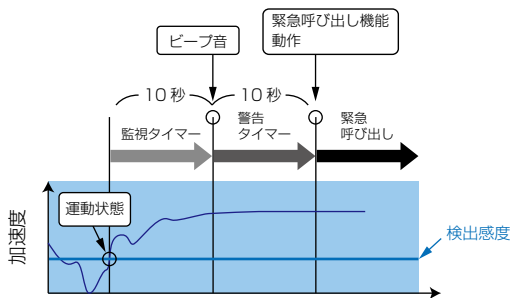 ビープ音
緊急呼び出し機能
動作
10秒
10秒
監視タイマー
警告
タイマー
緊急
呼び出し
運動状態
加速度
検出感度